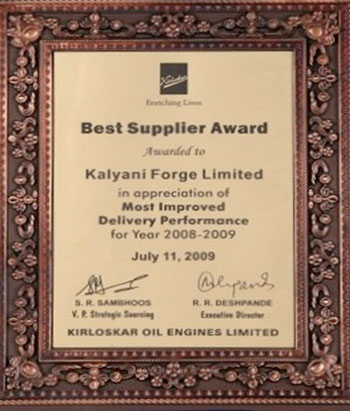 Kirloskar
Enriching Lives
Best Supplier Award
Awarded to
Kalyani Forge Limited
in appreciation of
Most Improved
Delivery Performance
for Year 2008-2009
July 11, 2009
S. R. SAMBHOOS R. R. DESHPANDE
V. P. Strategic Sourcing Executive Director
KIRLOSKAR OIL ENGINES LIMITED